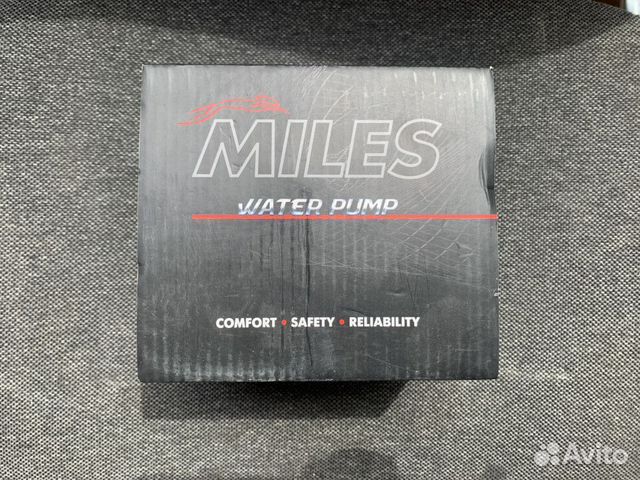 MILES
WATER PUMP
COMFORT • SAFETY • RELIABILITY
Avito